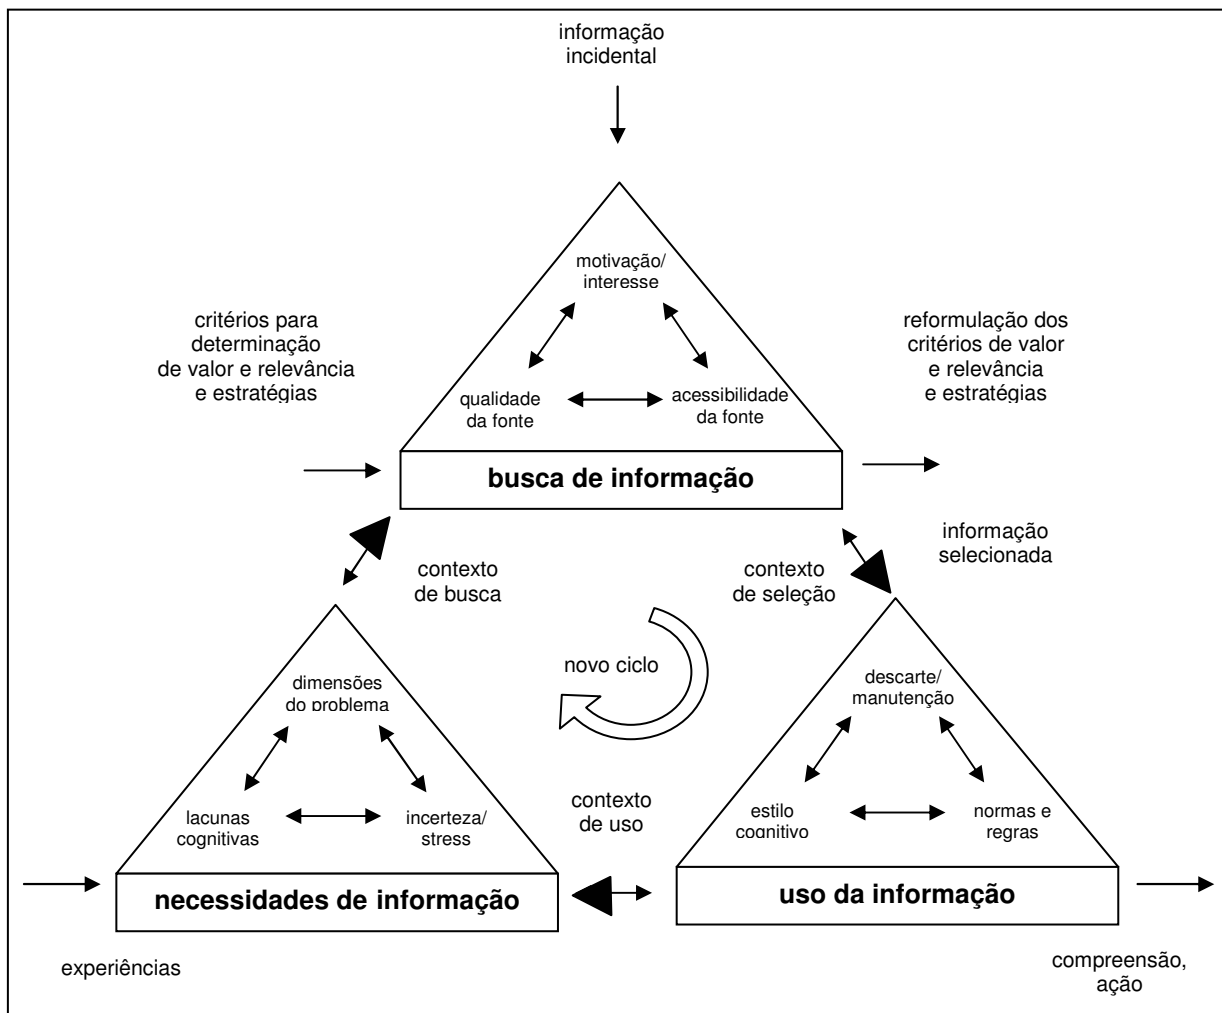 informação
incidental
motivação/
interesse
critérios para
determinação
de valor e relevância
e estratégias
reformulação dos
critérios de valor
e relevância
e estratégias
qualidade
da fonte
acessibilidade
da fonte
busca de informação
informação
selecionada
contexto
de busca
contexto
de seleção
novo ciclo
dimensões
do problema
descarte/
manutenção
lacunas
cognitivas
incerteza/
stress
contexto
de uso
estilo
cognitivo
normas e
regras
necessidades de informação
uso da informação
experiências
compreensão,
ação